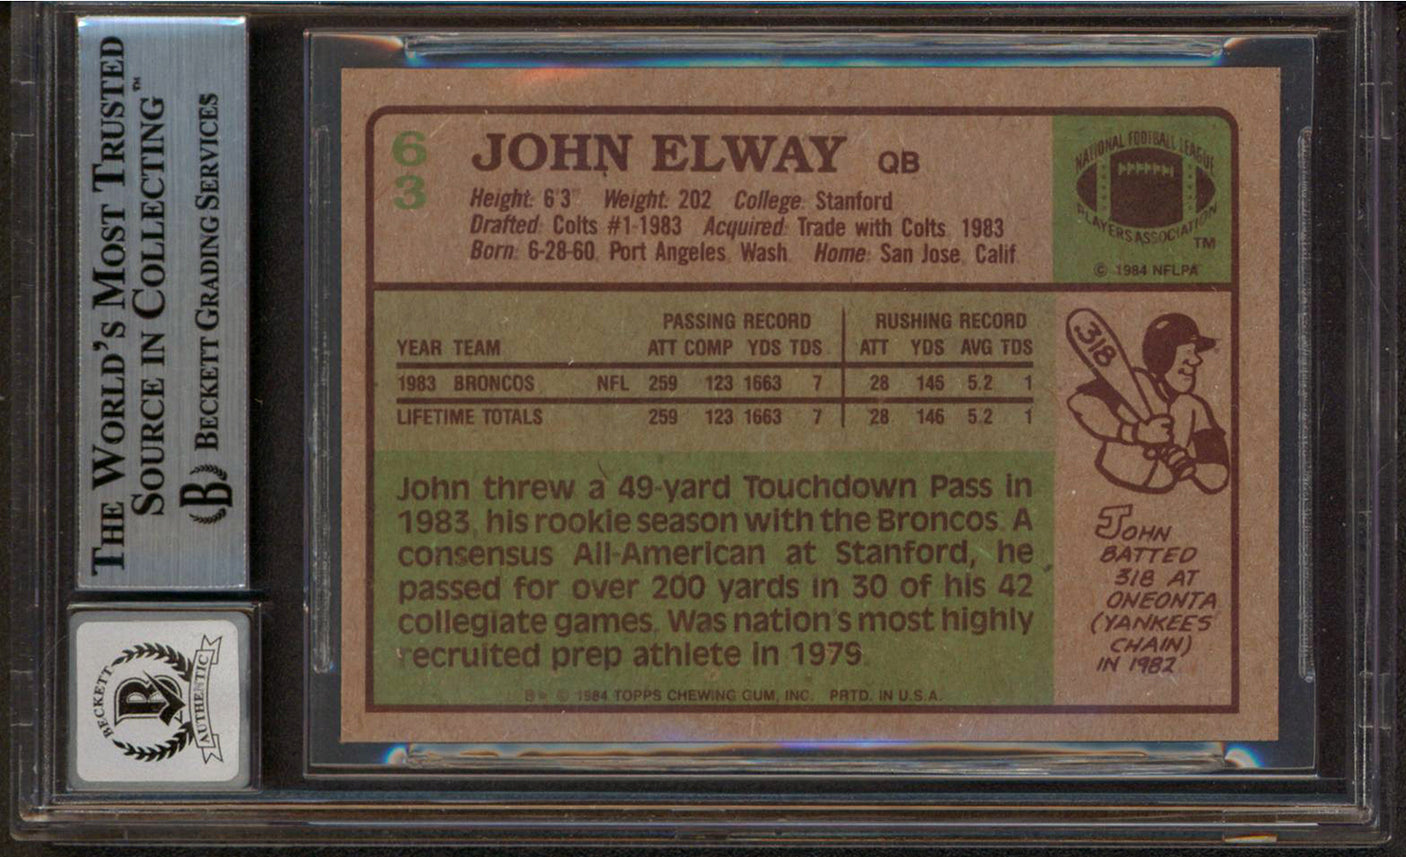 THE WORLD'S MOST TRUSTED
SOURCE IN COLLECTING™
BECKETT GRADING SERVICES
B
BECKETT
AUTHENTIC
63
JOHN ELWAY QB
Height: 6'3" Weight: 202 College: Stanford
Drafted: Colts #1-1983 Acquired: Trade with Colts, 1983
Born: 6-28-60, Port Angeles, Wash. Home: San Jose, Calif.
NATIONAL FOOTBALL LEAGUE
PLAYERS ASSOCIATION
TM
© 1984 NFLPA
PASSING RECORD RUSHING RECORD
YEAR TEAM ATT COMP YDS TDS ATT YDS AVG TDS
1983 BRONCOS NFL 259 123 1663 7 28 146 5.2 1
LIFETIME TOTALS 259 123 1663 7 28 146 5.2 1
John threw a 49-yard Touchdown Pass in
1983, his rookie season with the Broncos. A
consensus All-American at Stanford, he
passed for over 200 yards in 30 of his 42
collegiate games. Was nation's most highly
recruited prep athlete in 1979.
© 1984 TOPPS CHEWING GUM, INC. PRTD. IN U.S.A.
318
JOHN
BATTED
318 AT
ONEONTA
(YANKEES
CHAIN)
IN 1982